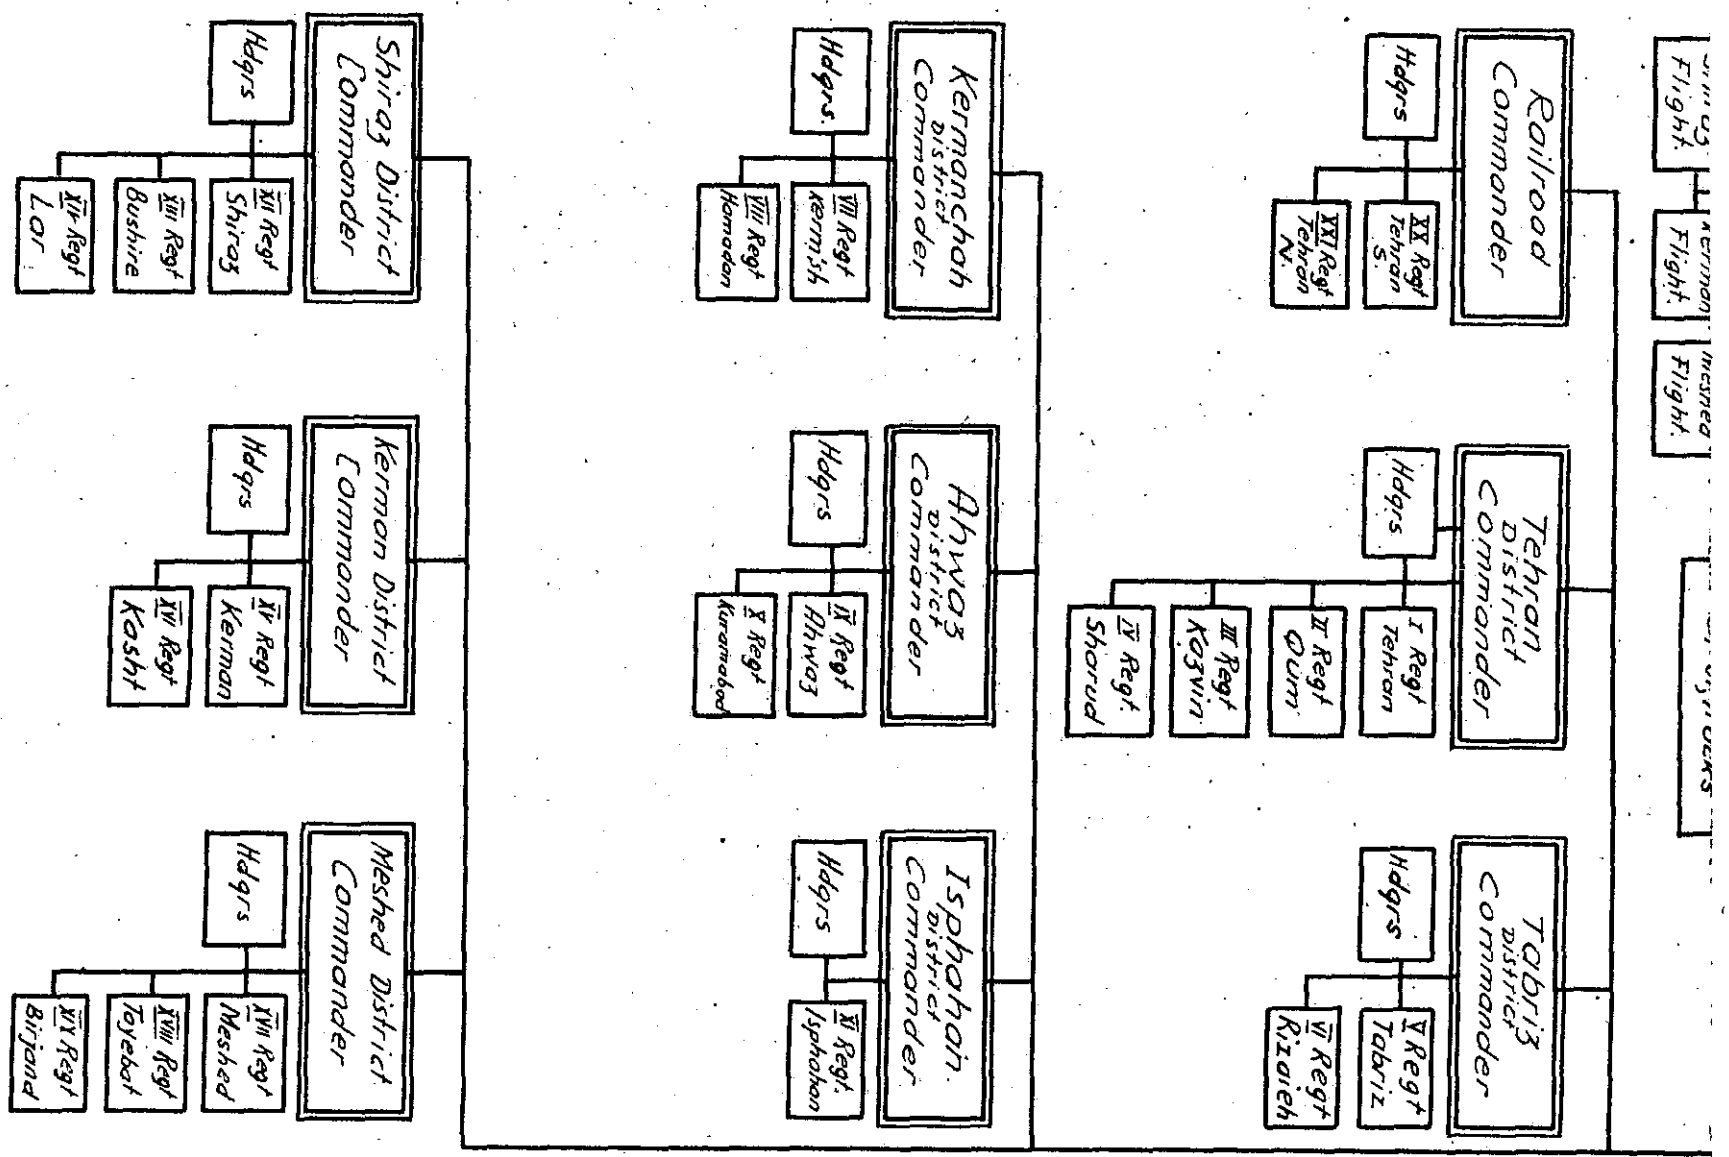 Flight.
Kerman
Flight.
Flight.
Railroad
Commander
Hdqrs
XX Regt
Tehran
S.
XXI Regt
Tehran
N.
Tehran
District
Commander
Hdqrs
I Regt
Tehran
II Regt
Qum
III Regt
Kazvin
IV Regt.
Sharud
Tabriz
District
Commander
Hdqrs
V Regt
Tabriz.
VI Regt
Rizaieh
Kermanchah
District
Commander.
Hdqrs.
VII Regt
Kermish
VIII Regt
Hamadan
Ahwaz
District
Commander
Hdqrs
IX Regt
Ahwaz
X Regt
Kuramabad
Isphahan.
District
Commander.
Hdqrs
XI Regt.
Isphahan
Shiraz District
Commander
Hdqrs
XII Regt
Shiraz
XIII Regt
Bushire
XIV Regt
Lar
Kerman District
Commander
Hdqrs
XV Regt
Kerman
XVI Regt
Kasht
Meshed District.
Commander
Hdqrs
XVII Regt
Meshed
XVIII Regt
Tayebat
XIX Regt
Birjand